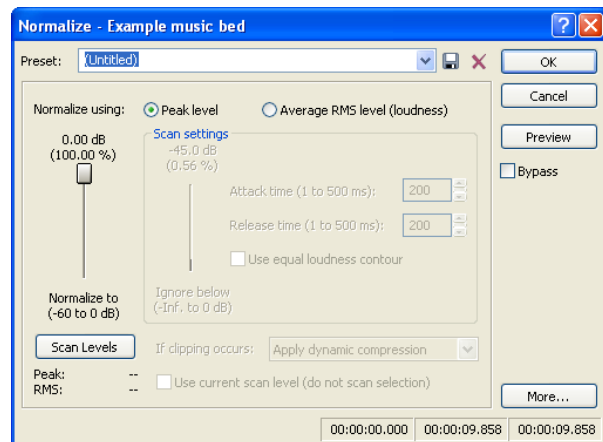 Normalize - Example music bed
Preset: (Untitled)
OK
Cancel
Preview
Bypass
Normalize using: Peak level Average RMS level (loudness)
0.00 dB
(100.00 %)
Scan settings
-45.0 dB
(0.56 %)
Attack time (1 to 500 ms): 200
Release time (1 to 500 ms): 200
Use equal loudness contour
Ignore below
(-Inf. to 0 dB)
Normalize to
(-60 to 0 dB)
Scan Levels
If clipping occurs: Apply dynamic compression
Peak: --
RMS: --
Use current scan level (do not scan selection)
More...
00:00:00.000 00:00:09.858 00:00:09.858